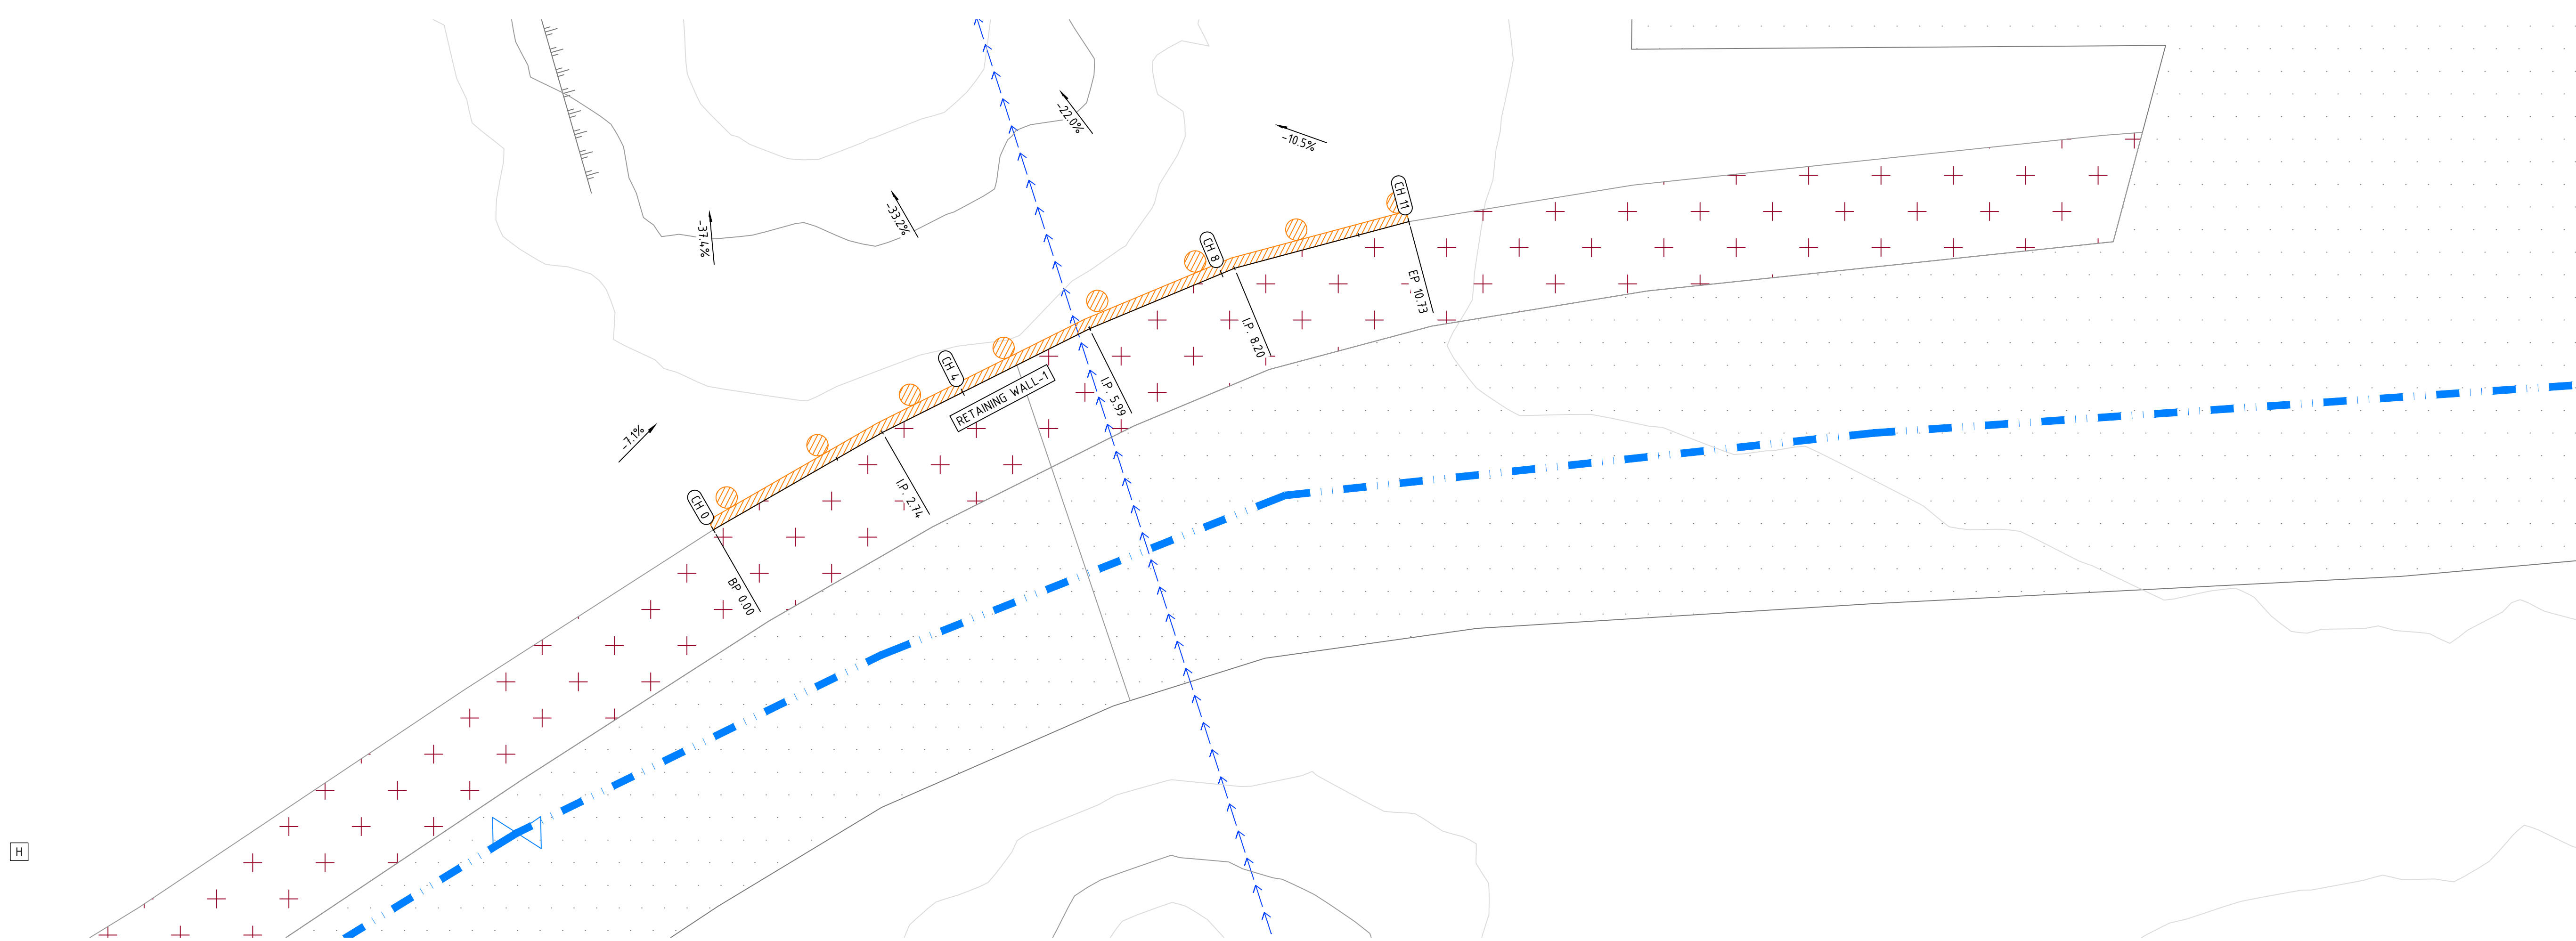 -22.0%
-10.5%
-37.4%
-33.2%
CH 11
CH 8
EP 10.73
I.P. 8.20
CH 4
RETAINING WALL-1
I.P. 5.99
-7.1%
CH 0
I.P. 2.74
BP 0.00
H